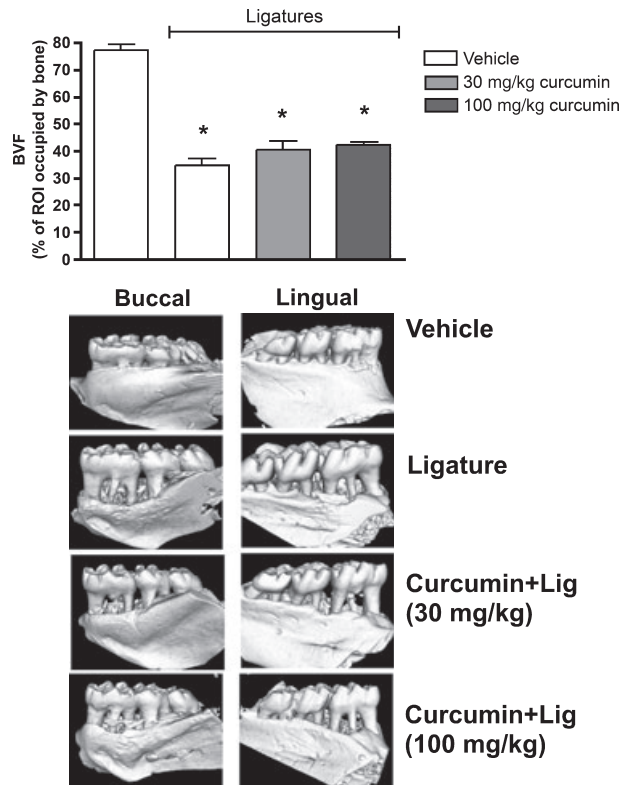 Ligatures
80
70
60
50
40
30
20
10
0
BVF
(% of ROI occupied by bone)
*
*
*
Vehicle
30 mg/kg curcumin
100 mg/kg curcumin
Buccal
Lingual
Vehicle
Ligature
Curcumin+Lig
(30 mg/kg)
Curcumin+Lig
(100 mg/kg)